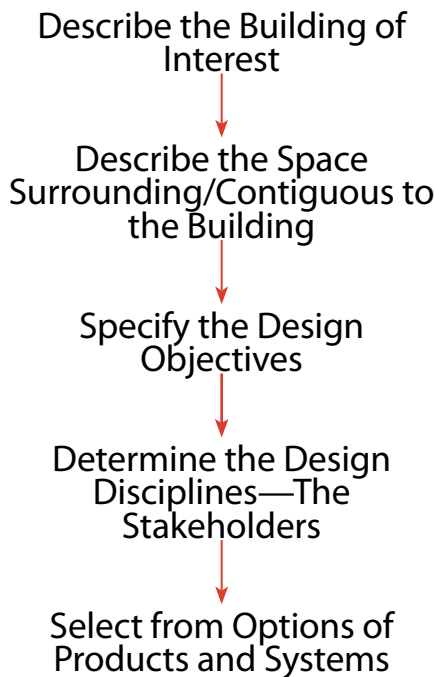 Describe the Building of
Interest
Describe the Space
Surrounding/Contiguous to
the Building
Specify the Design
Objectives
Determine the Design
Disciplines—The
Stakeholders
Select from Options of
Products and Systems